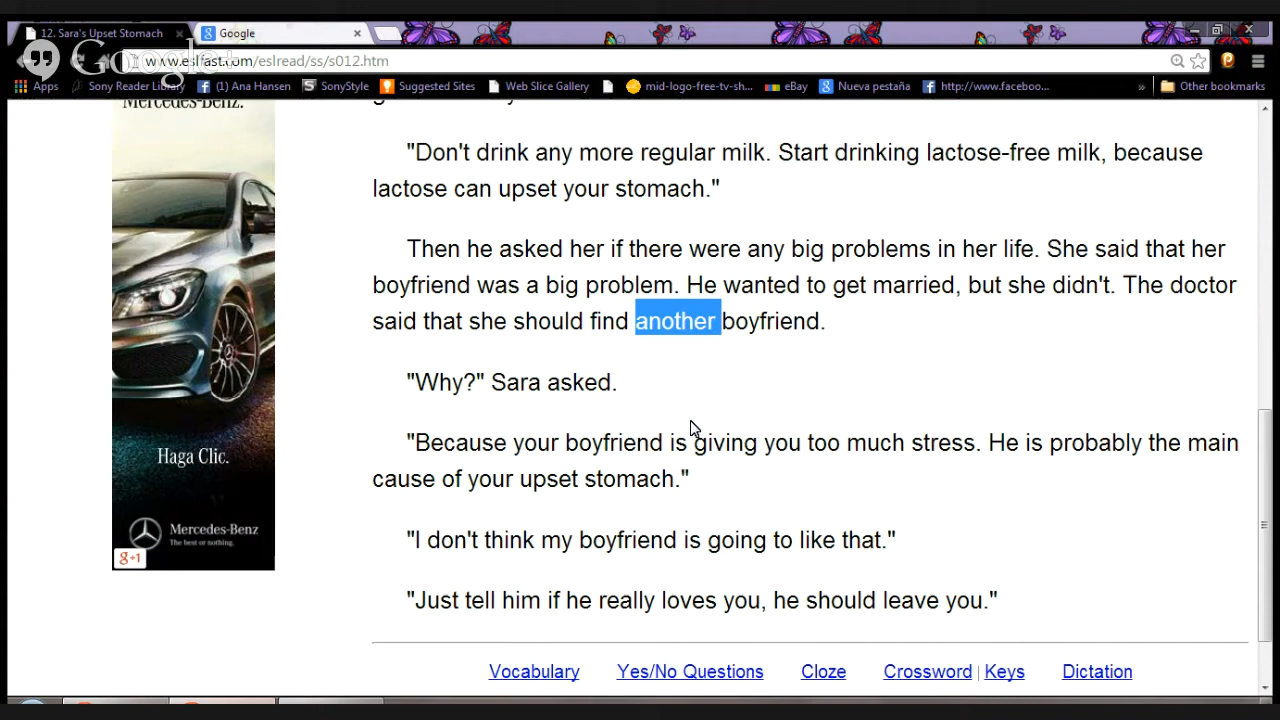 12. Sara's Upset Stomach
Google
Google+
www.eslfast.com/eslread/ss/s012.htm
Apps
Sony Reader Library
(1) Ana Hansen
SonyStyle
Suggested Sites
Web Slice Gallery
mid-logo-free-tv-sh...
eBay
Nueva pestaña
http://www.faceboo...
»
Other bookmarks
Mercedes-Benz.
"Don't drink any more regular milk. Start drinking lactose-free milk, because
lactose can upset your stomach."
Then he asked her if there were any big problems in her life. She said that her
boyfriend was a big problem. He wanted to get married, but she didn't. The doctor
said that she should find another boyfriend.
"Why?" Sara asked.
"Because your boyfriend is giving you too much stress. He is probably the main
cause of your upset stomach."
"I don't think my boyfriend is going to like that."
"Just tell him if he really loves you, he should leave you."
Haga Clic.
Mercedes-Benz
The best or nothing.
g+1
Vocabulary Yes/No Questions Cloze Crossword | Keys Dictation